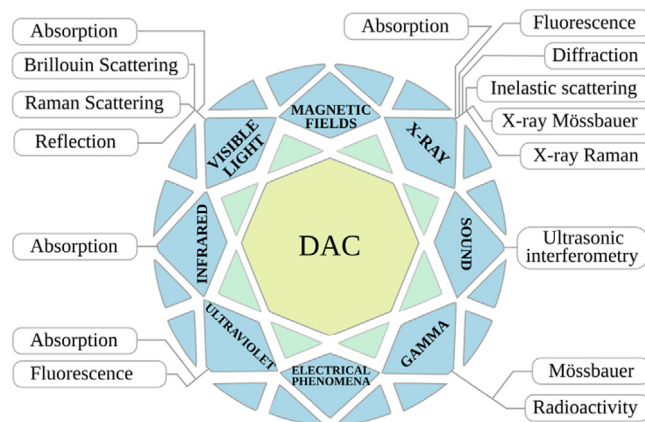 Absorption
Brillouin Scattering
Raman Scattering
Reflection
Absorption
Fluorescence
Diffraction
Inelastic scattering
X-ray Mössbauer
X-ray Raman
MAGNETIC
FIELDS
VISIBLE
LIGHT
X-RAY
INFRARED
DAC
SOUND
Absorption
Ultrasonic
interferometry
ULTRAVIOLET
ELECTRICAL
PHENOMENA
GAMMA
Absorption
Fluorescence
Mössbauer
Radioactivity